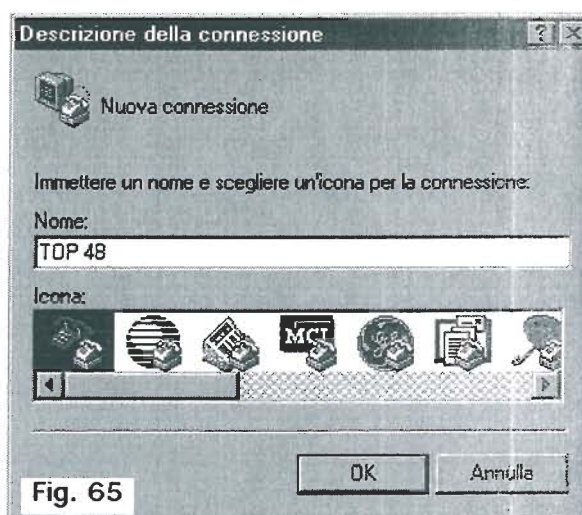 Descrizione della connessione
Nuova connessione
Immettere un nome e scegliere un'icona per la connessione:
Nome:
TOP 48
Icona:
MCI
OK Annulla
Fig. 65